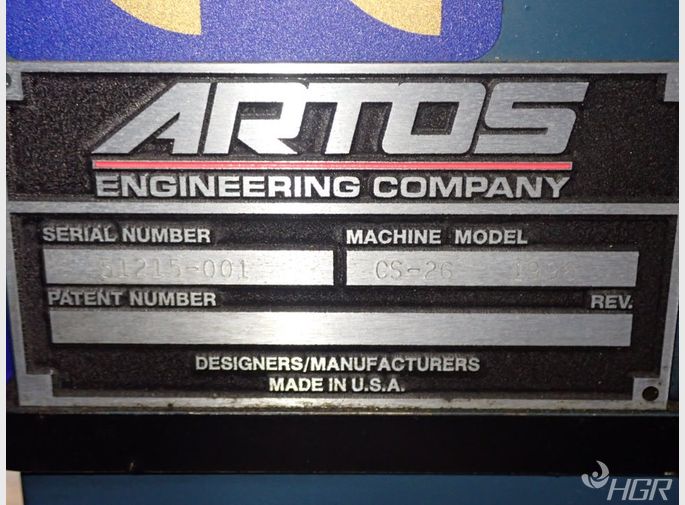 ARTOS
ENGINEERING COMPANY
SERIAL NUMBER MACHINE MODEL
51215-001 CS-26
PATENT NUMBER REV.
DESIGNERS/MANUFACTURERS
MADE IN U.S.A.
HGR